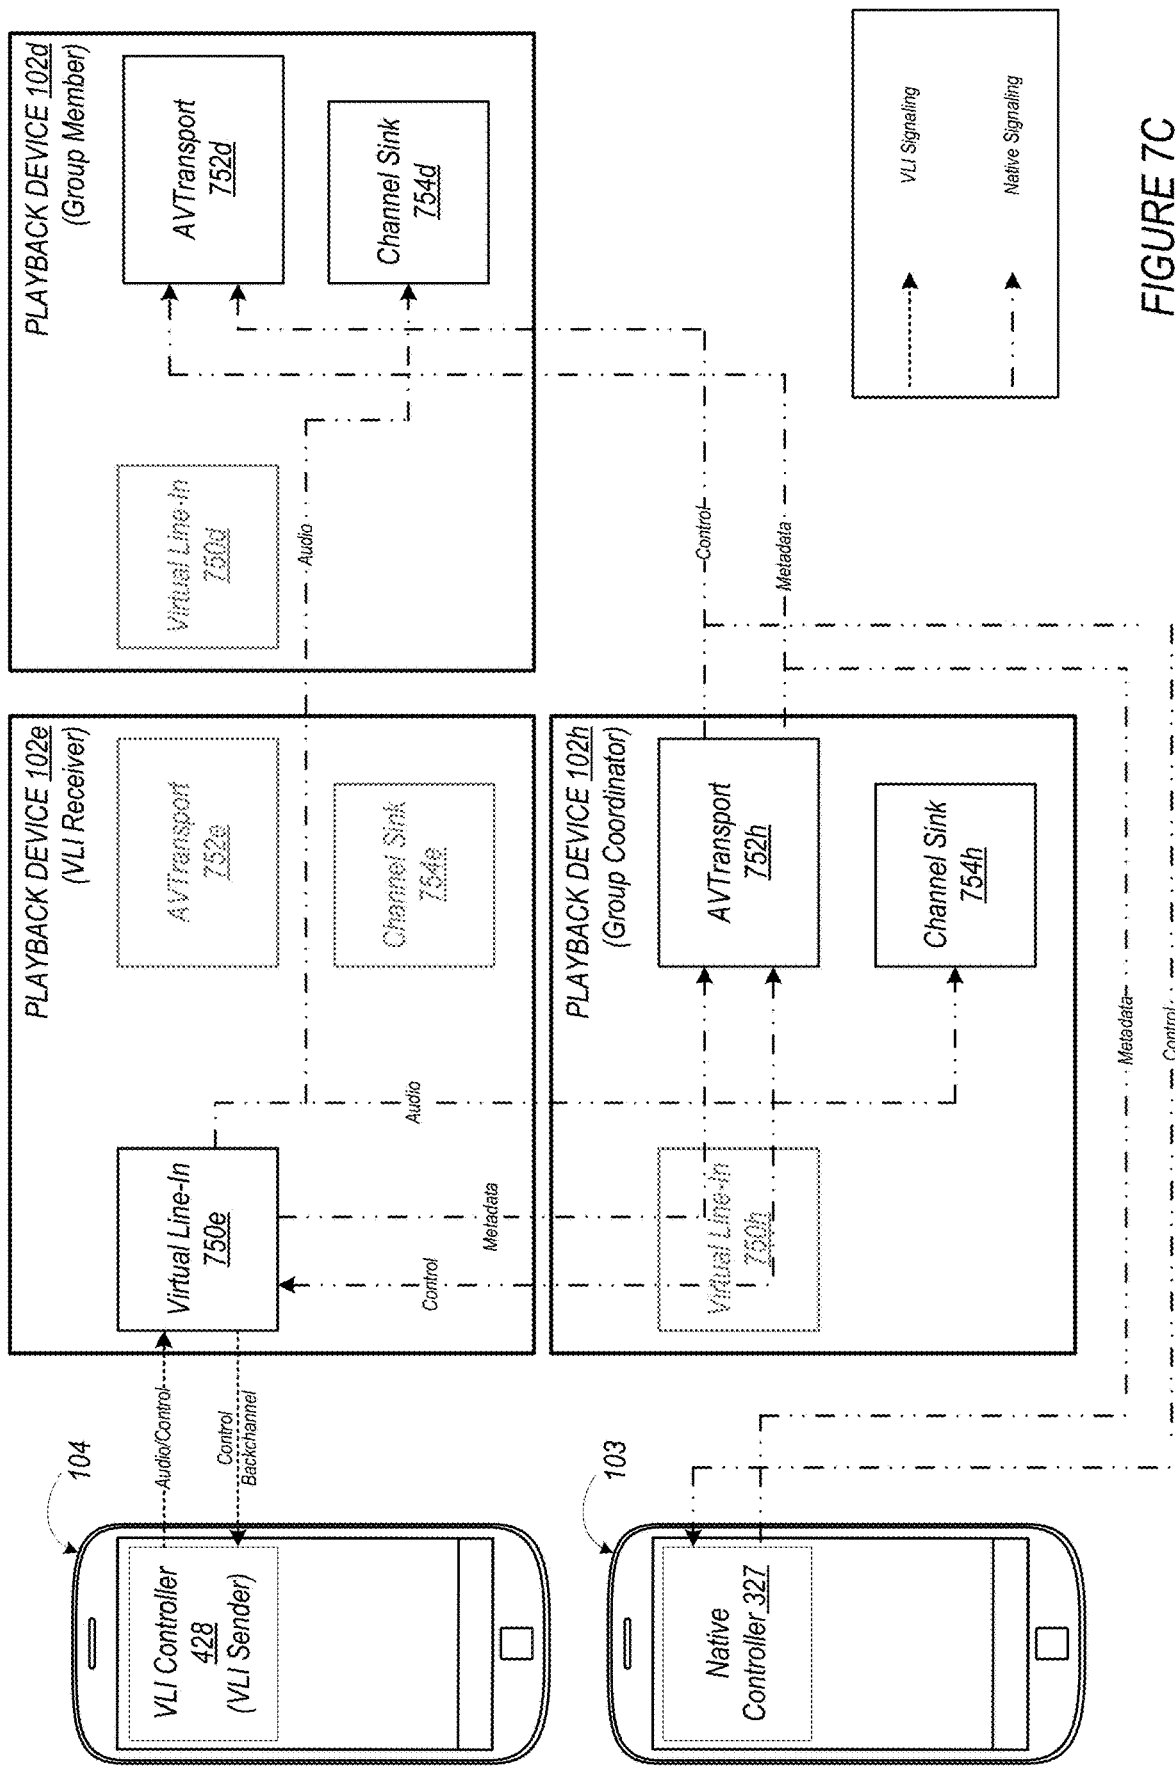 104
VLI Controller
428
(VLI Sender)
Audio/Control
Control
Backchannel
PLAYBACK DEVICE 102e
(VLI Receiver)
Virtual Line-In
750e
AVTransport
752e
Channel Sink
754e
Control
Metadata
Audio
PLAYBACK DEVICE 102d
(Group Member)
Virtual Line-In
750d
AVTransport
752d
Channel Sink
754d
Audio
103
Native
Controller 327
PLAYBACK DEVICE 102h
(Group Coordinator)
Virtual Line-In
750h
AVTransport
752h
Channel Sink
754h
Control
Metadata
Metadata
Control
VLI Signaling
Native Signaling
FIGURE 7C